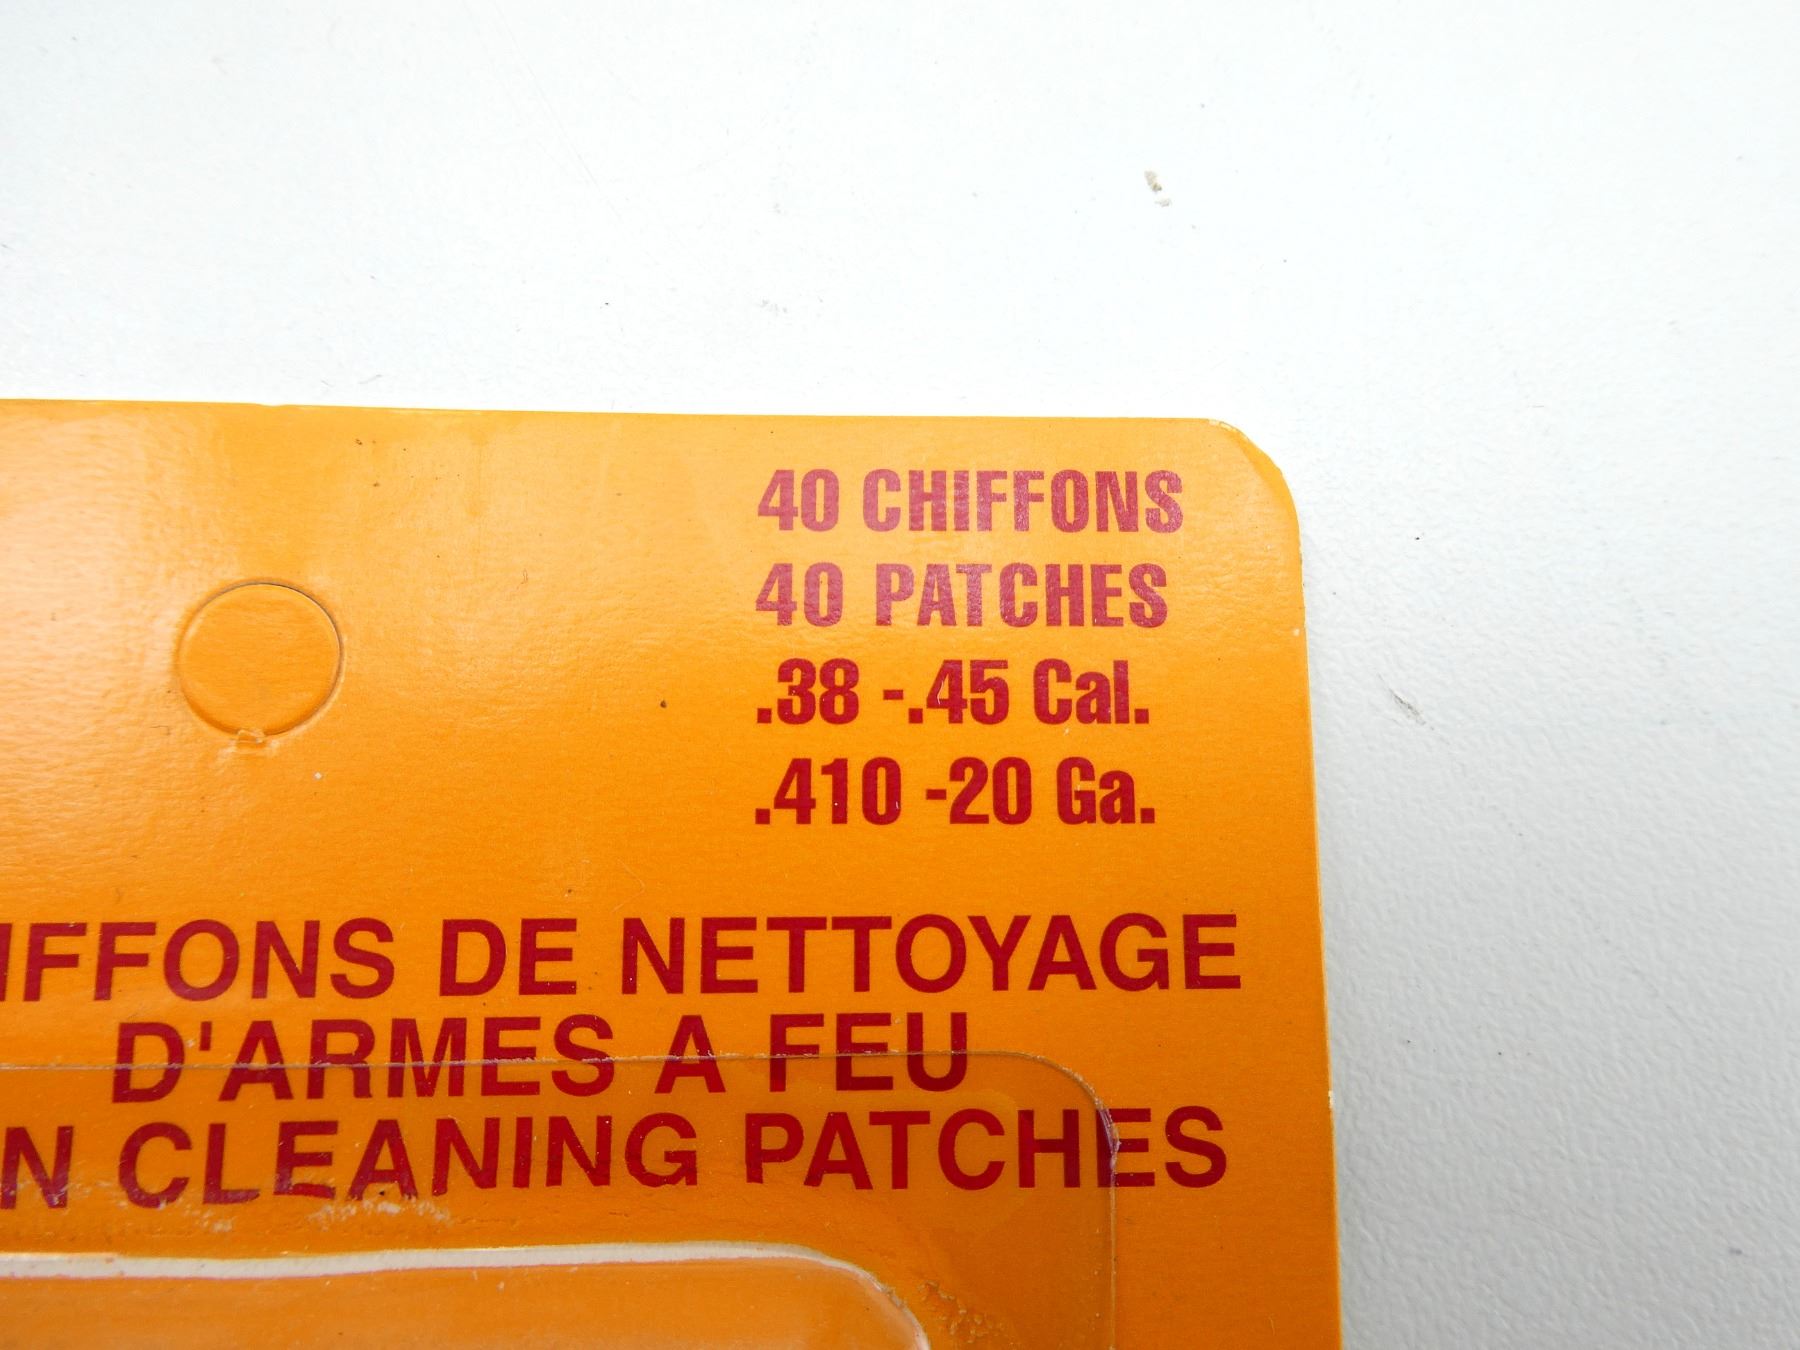 40 CHIFFONS
40 PATCHES
.38 -.45 Cal.
.410 -20 Ga.
IFFONS DE NETTOYAGE
D'ARMES A FEU
N CLEANING PATCHES